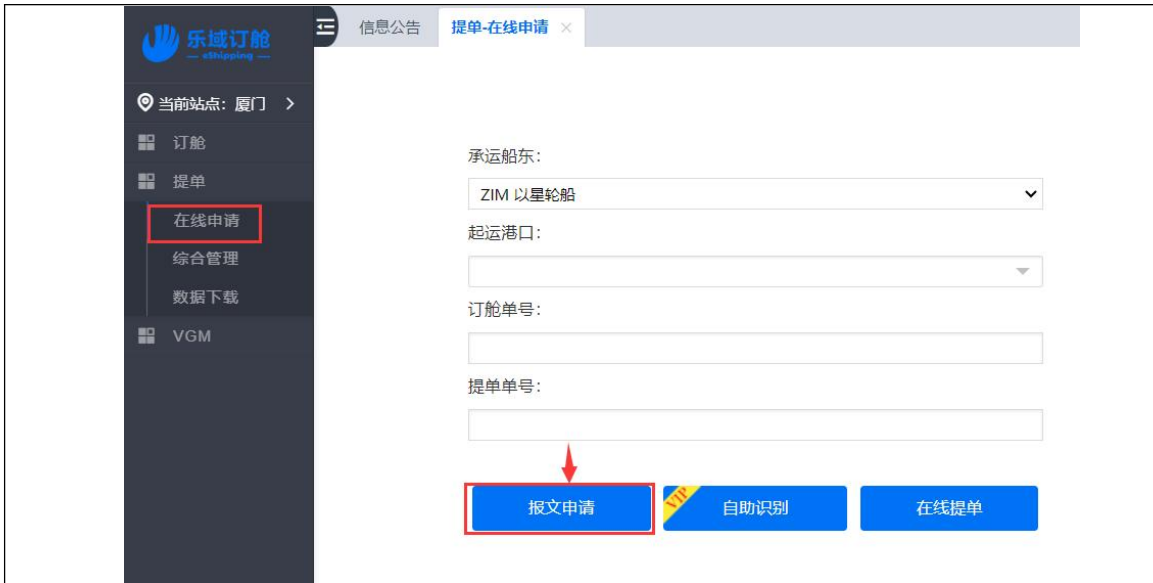 乐域订舱
— eShipping —
信息公告
提单-在线申请 ×
当前站点：厦门 >
订舱
提单
在线申请
综合管理
数据下载
VGM
承运船东：
ZIM 以星轮船
起运港口：
订舱单号：
提单单号：
报文申请
VIP
自助识别
在线提单